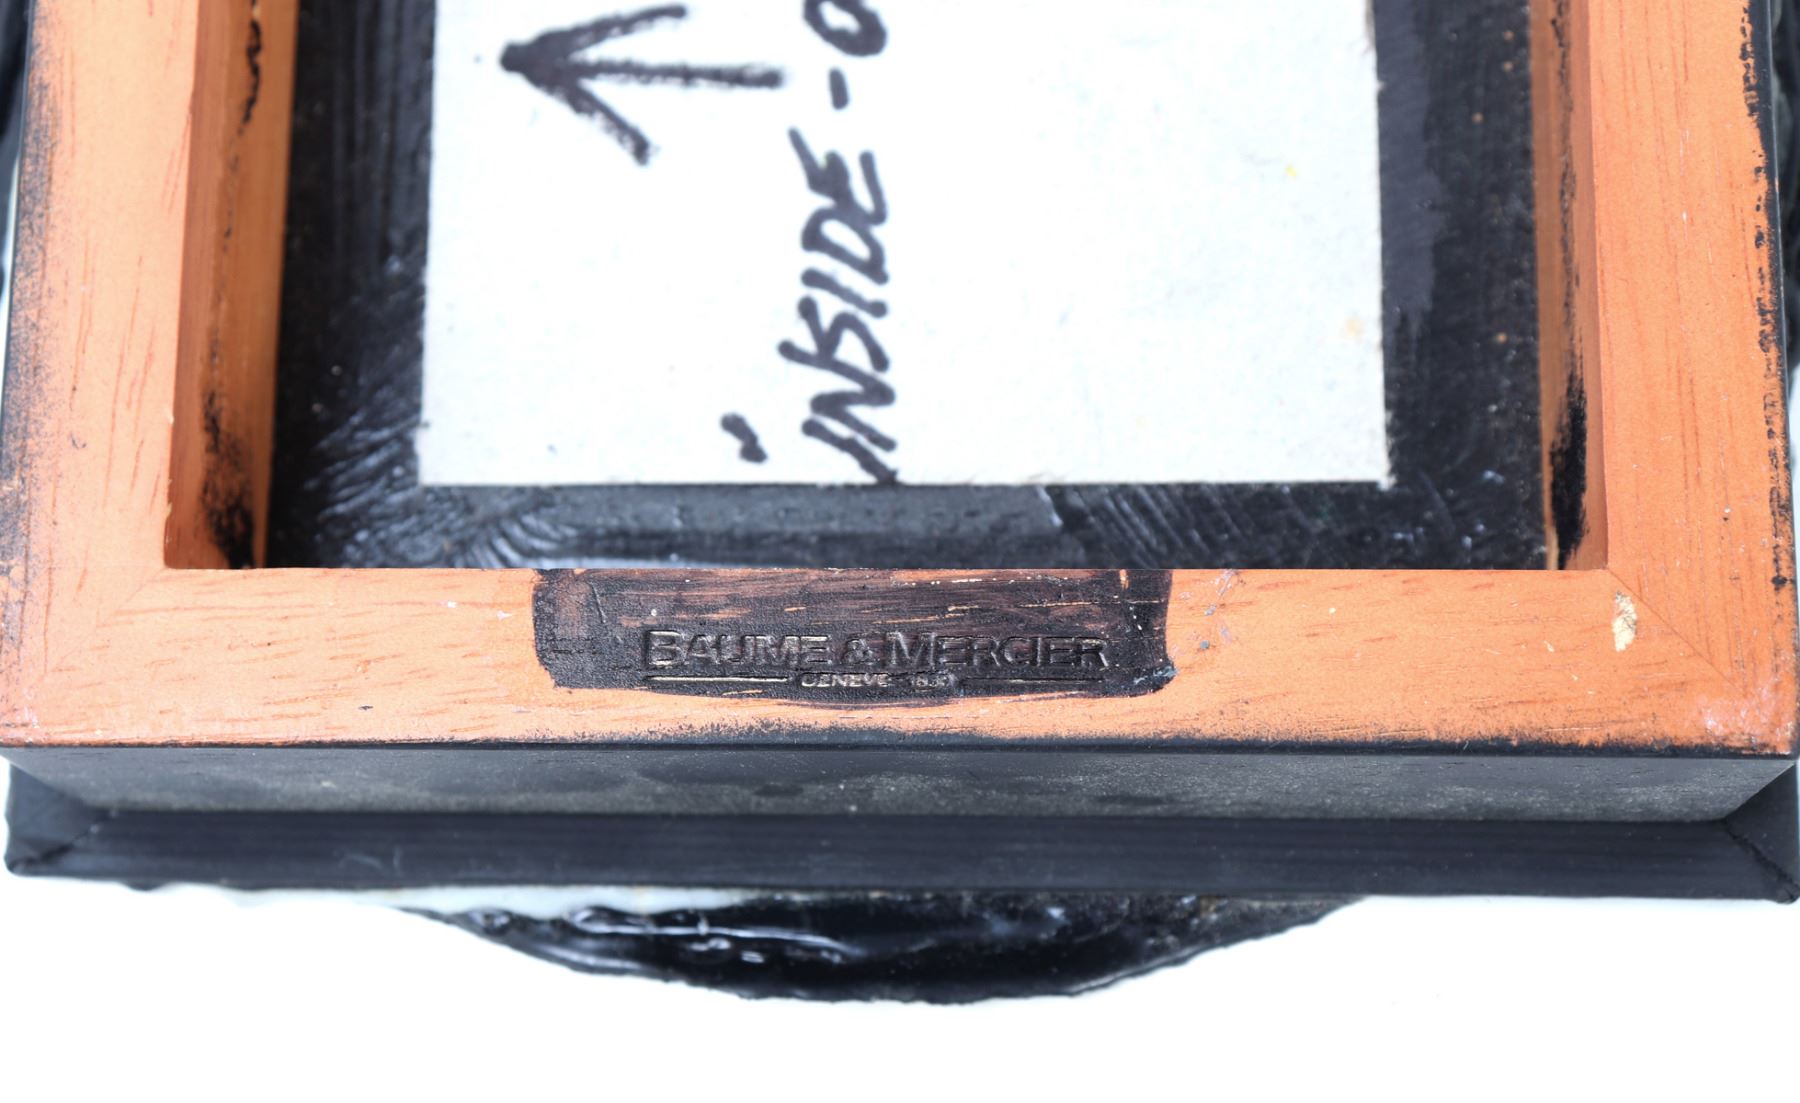 "INSIDE -
BAUME & MERCIER
GENEVE